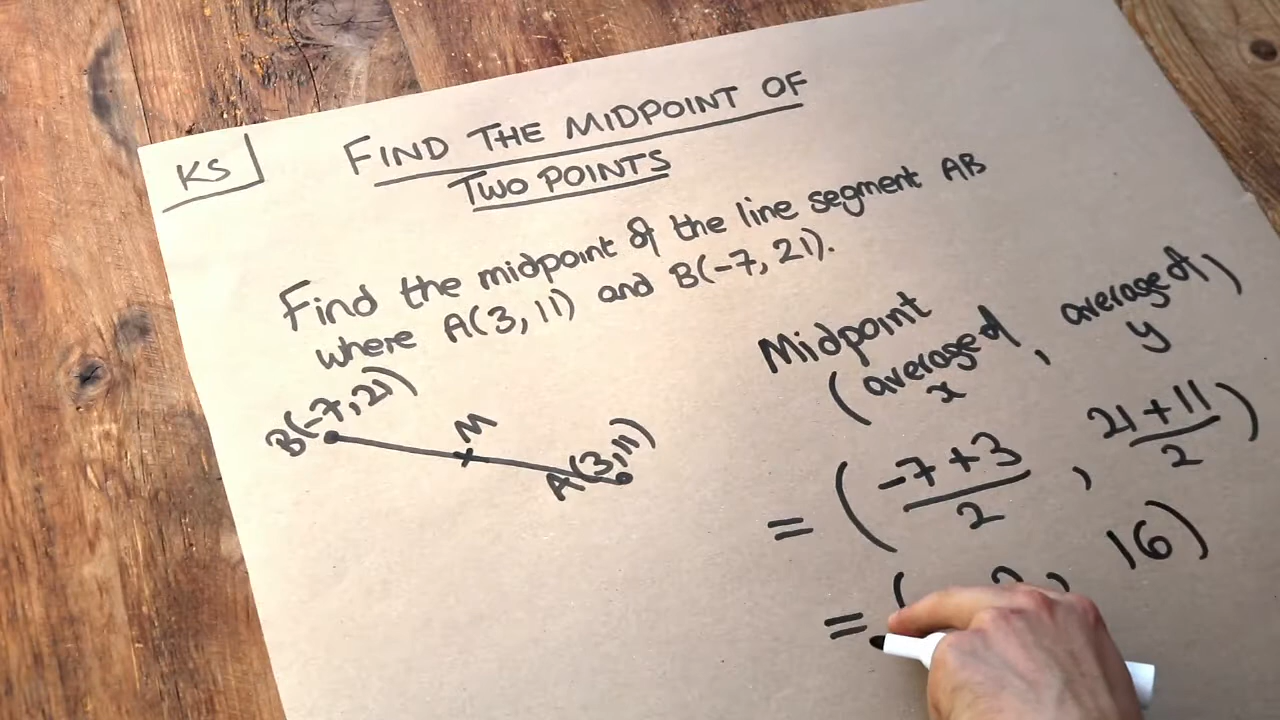 KS
FIND THE MIDPOINT OF
TWO POINTS
Find the midpoint of the line segment AB
where A(3, 11) and B(-7, 21).
B(-7, 21)
M
A(3, 11)
Midpoint
(average of x, average of y)
= (-7 + 3 / 2, 21 + 11 / 2)
= ( , 16)